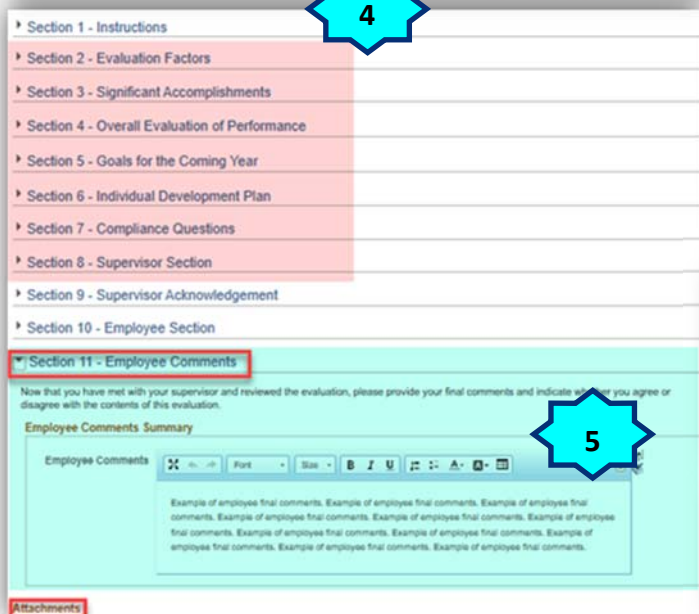 4
Section 1 - Instructions
Section 2 - Evaluation Factors
Section 3 - Significant Accomplishments
Section 4 - Overall Evaluation of Performance
Section 5 - Goals for the Coming Year
Section 6 - Individual Development Plan
Section 7 - Compliance Questions
Section 8 - Supervisor Section
Section 9 - Supervisor Acknowledgement
Section 10 - Employee Section
Section 11 - Employee Comments
Now that you have met with your supervisor and reviewed the evaluation, please provide your final comments and indicate whether you agree or
disagree with the contents of this evaluation.
Employee Comments Summary
5
Employee Comments
Font Size B I U A A
Example of employee final comments. Example of employee final comments. Example of employee final
comments. Example of employee final comments. Example of employee final comments. Example of employee
final comments. Example of employee final comments. Example of employee final comments. Example of
employee final comments. Example of employee final comments. Example of employee final comments.
Attachments